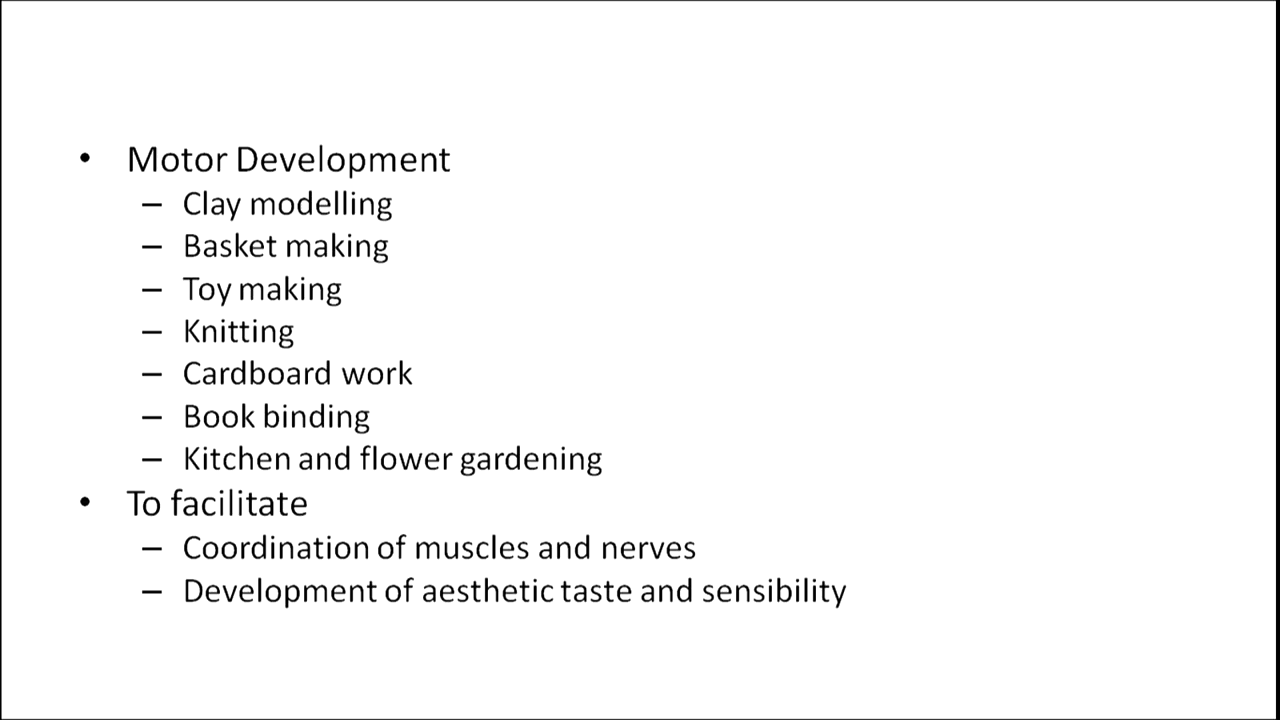 • Motor Development
– Clay modelling
– Basket making
– Toy making
– Knitting
– Cardboard work
– Book binding
– Kitchen and flower gardening
• To facilitate
– Coordination of muscles and nerves
– Development of aesthetic taste and sensibility